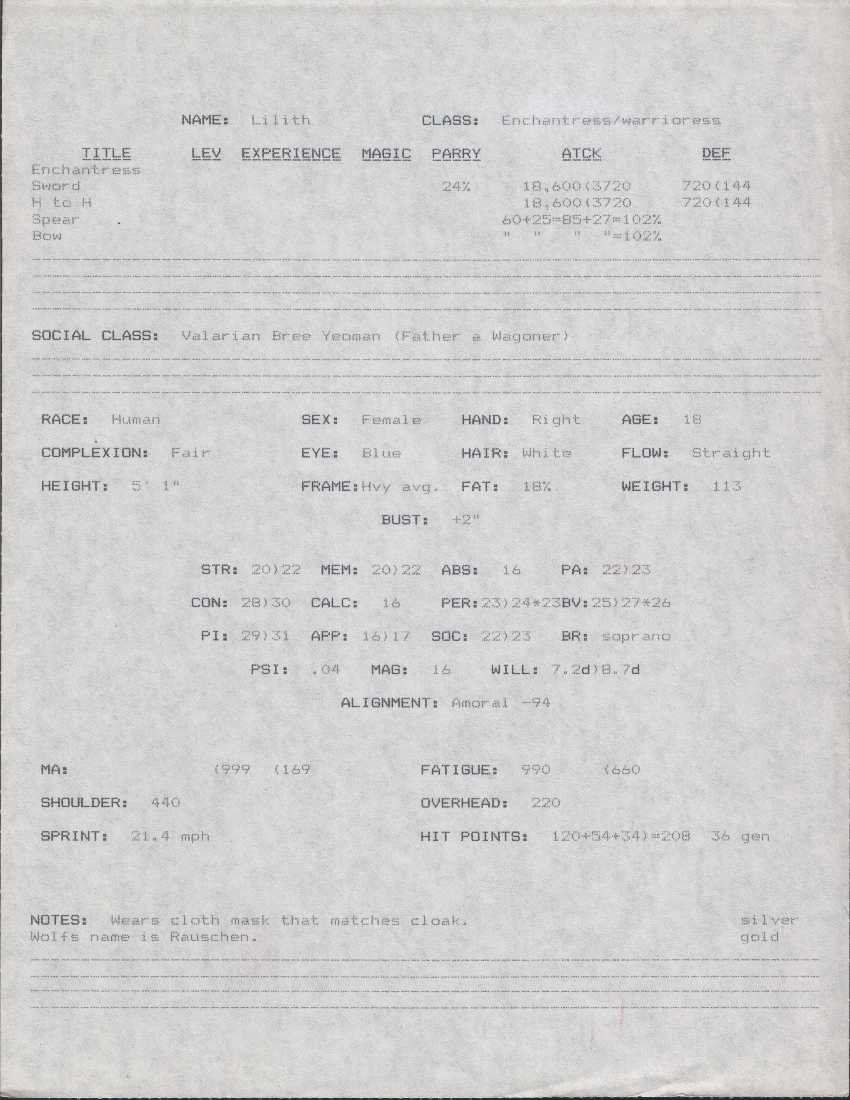 NAME: Lilith CLASS: Enchantress/warrioress
TITLE LEV EXPERIENCE MAGIC PARRY ATCK DEF
Enchantress
Sword 24% 18,600(3720 720(144
H to H 18,600(3720 720(144
Spear 60+25=85+27=102%
Bow " " " "=102%
SOCIAL CLASS: Valarian Bree Yeoman (Father a Wagoner)
RACE: Human SEX: Female HAND: Right AGE: 18
COMPLEXION: Fair EYE: Blue HAIR: White FLOW: Straight
HEIGHT: 5' 1" FRAME:Hvy avg. FAT: 18% WEIGHT: 113
BUST: +2"
STR: 20)22 MEM: 20)22 ABS: 16 PA: 22)23
CON: 28)30 CALC: 16 PER:23)24*23BV:25)27*26
PI: 29)31 APP: 16)17 SOC: 22)23 BR: soprano
PSI: .04 MAG: 16 WILL: 7.2d)8.7d
ALIGNMENT: Amoral -94
MA: (999 (169 FATIGUE: 990 (660
SHOULDER: 440 OVERHEAD: 220
SPRINT: 21.4 mph HIT POINTS: 120+54+34)=208 36 gen
NOTES: Wears cloth mask that matches cloak. silver
Wolfs name is Rauschen. gold